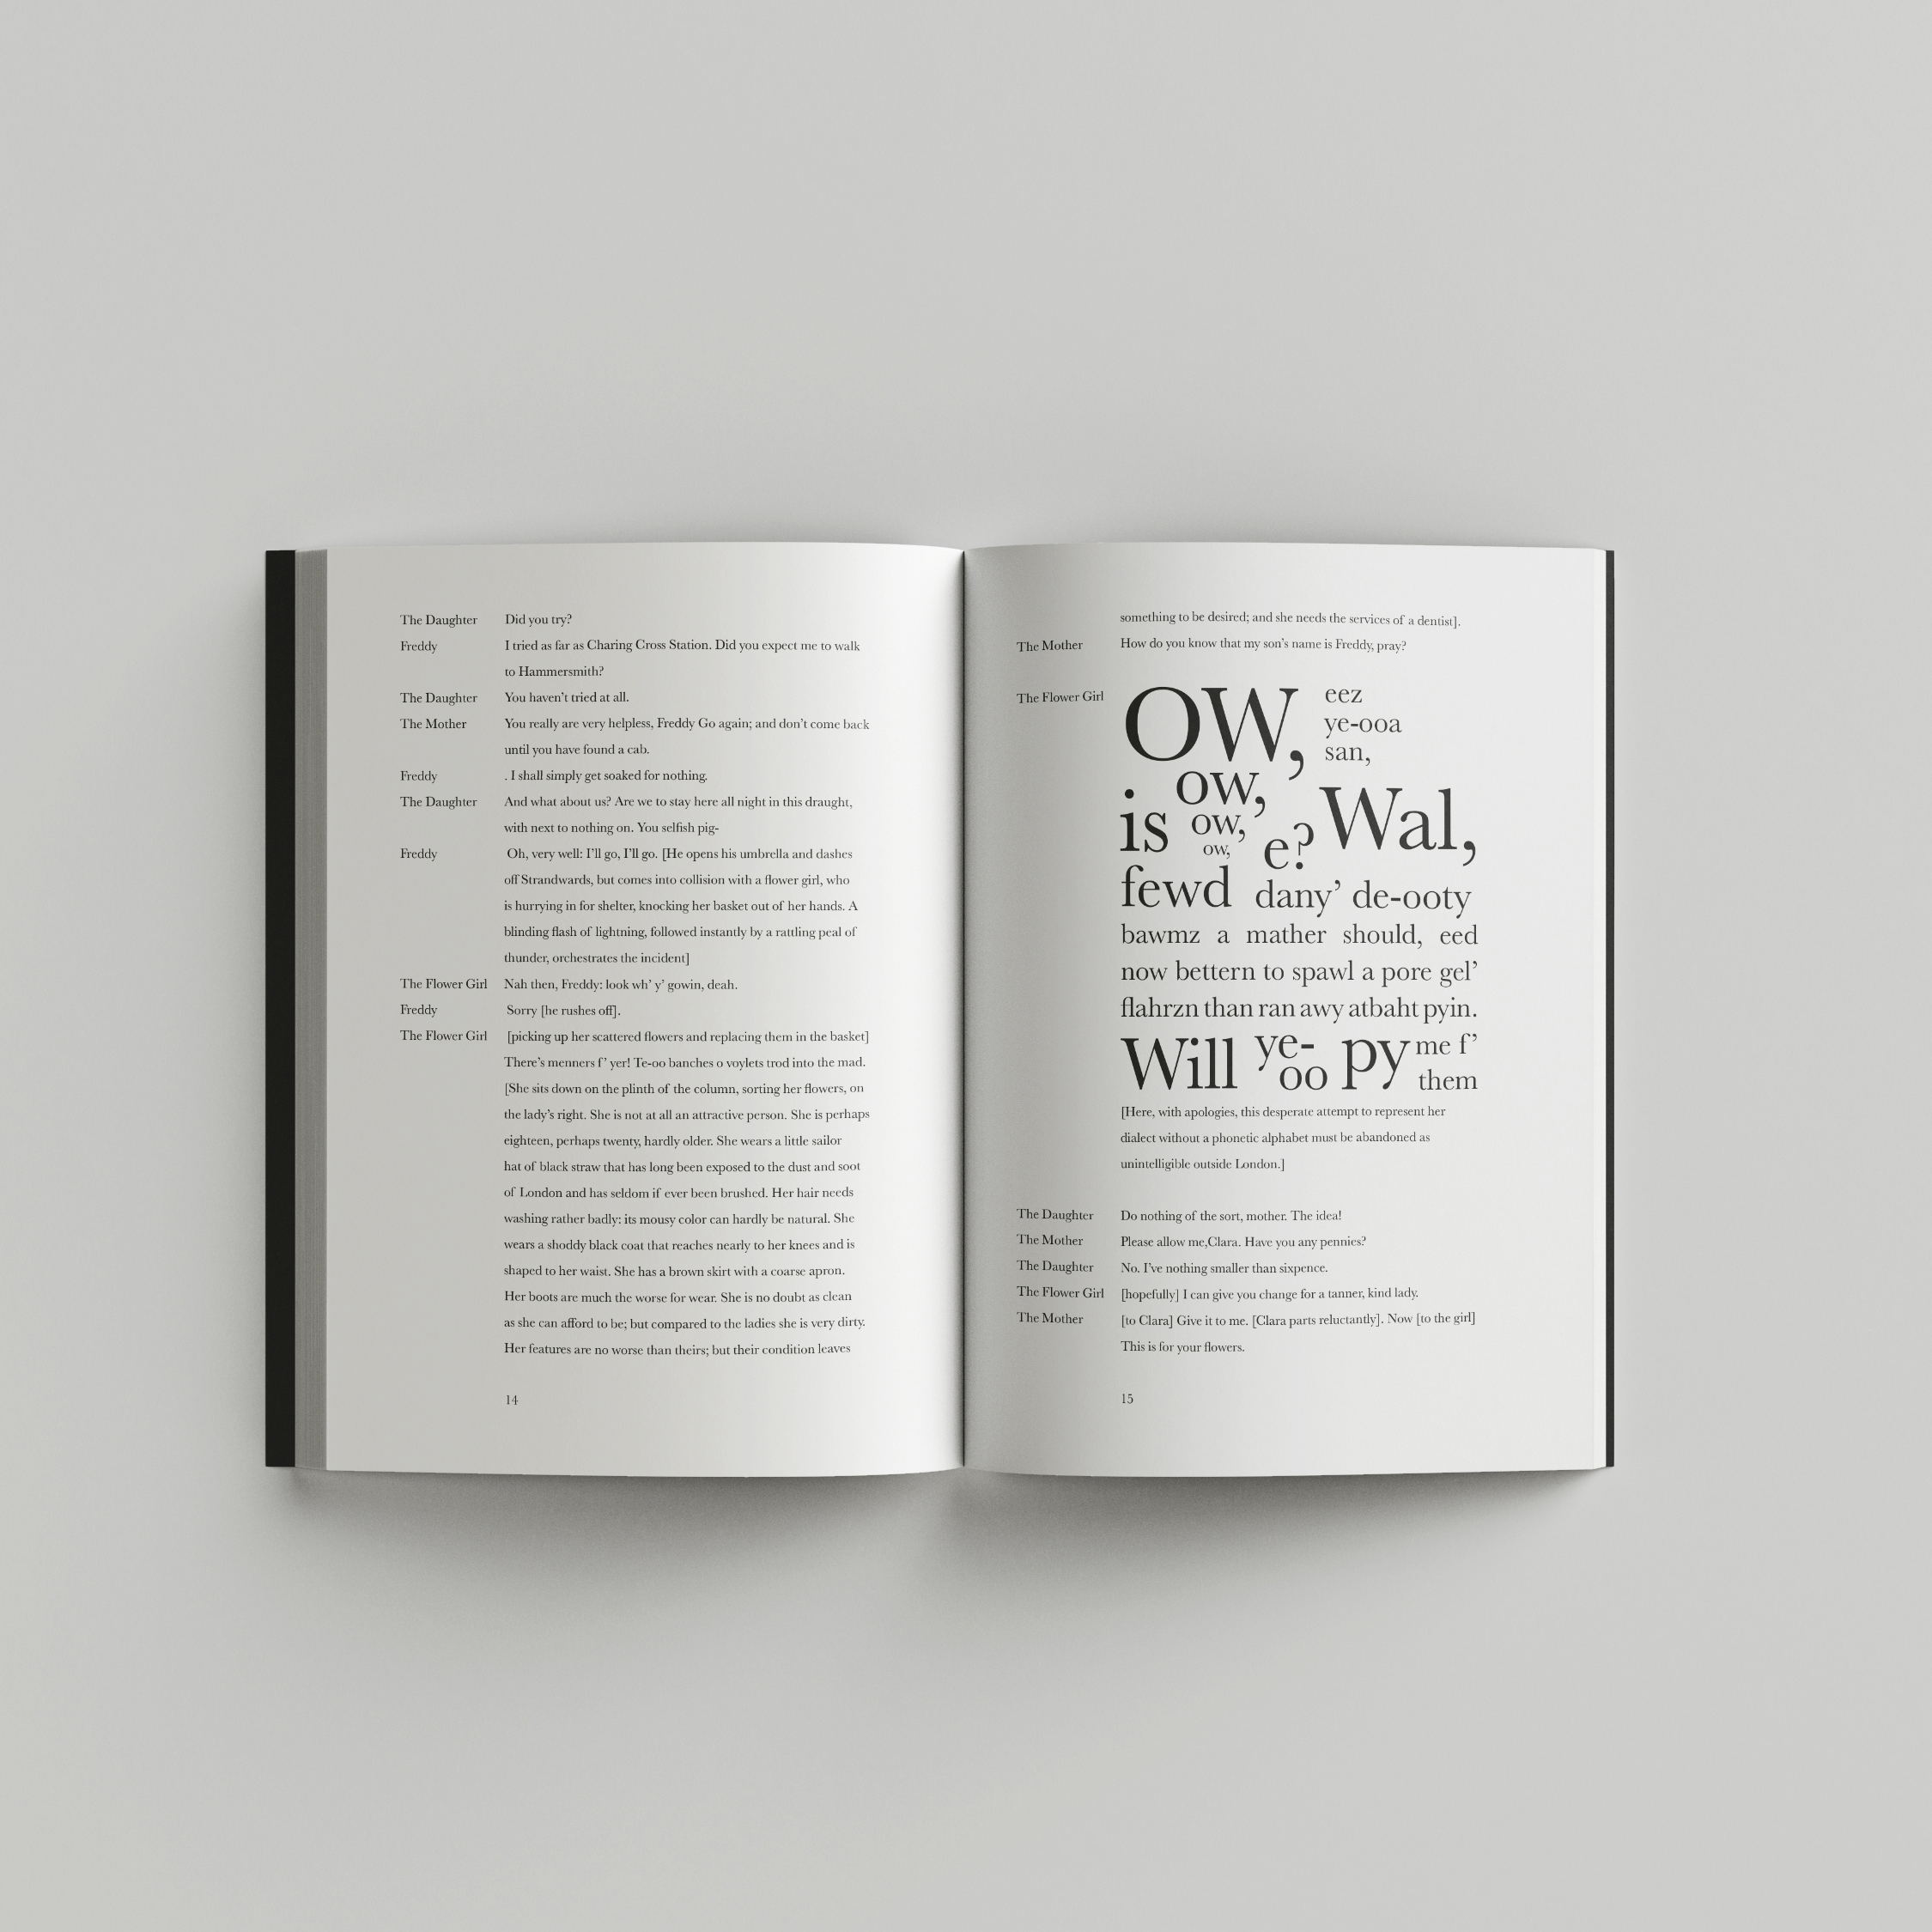 The Daughter Did you try?
Freddy I tried as far as Charing Cross Station. Did you expect me to walk
to Hammersmith?
The Daughter You haven't tried at all.
The Mother You really are very helpless, Freddy Go again; and don't come back
until you have found a cab.
Freddy . I shall simply get soaked for nothing.
The Daughter And what about us? Are we to stay here all night in this draught,
with next to nothing on. You selfish pig-
Freddy Oh, very well: I'll go, I'll go. [He opens his umbrella and dashes
off Strandwards, but comes into collision with a flower girl, who
is hurrying in for shelter, knocking her basket out of her hands. A
blinding flash of lightning, followed instantly by a rattling peal of
thunder, orchestrates the incident]
The Flower Girl Nah then, Freddy: look wh' y' gowin, deah.
Freddy Sorry [he rushes off].
The Flower Girl [picking up her scattered flowers and replacing them in the basket]
There's menners f' yer! Te-oo banches o voylets trod into the mad.
[She sits down on the plinth of the column, sorting her flowers, on
the lady's right. She is not at all an attractive person. She is perhaps
eighteen, perhaps twenty, hardly older. She wears a little sailor
hat of black straw that has long been exposed to the dust and soot
of London and has seldom if ever been brushed. Her hair needs
washing rather badly: its mousy color can hardly be natural. She
wears a shoddy black coat that reaches nearly to her knees and is
shaped to her waist. She has a brown skirt with a coarse apron.
Her boots are much the worse for wear. She is no doubt as clean
as she can afford to be; but compared to the ladies she is very dirty.
Her features are no worse than theirs; but their condition leaves
14
something to be desired; and she needs the services of a dentist].
The Mother How do you know that my son's name is Freddy, pray?
The Flower Girl OW, eez
ye-ooa
san,
is ow, ow, ow, 'e? Wal,
fewd dany' de-ooty
bawmz a mather should, eed
now bettern to spawl a pore gel'
flahrzn than ran awy atbaht pyin.
Will ye-oo py me f'
them
[Here, with apologies, this desperate attempt to represent her
dialect without a phonetic alphabet must be abandoned as
unintelligible outside London.]
The Daughter Do nothing of the sort, mother. The idea!
The Mother Please allow me,Clara. Have you any pennies?
The Daughter No. I've nothing smaller than sixpence.
The Flower Girl [hopefully] I can give you change for a tanner, kind lady.
The Mother [to Clara] Give it to me. [Clara parts reluctantly]. Now [to the girl]
This is for your flowers.
15